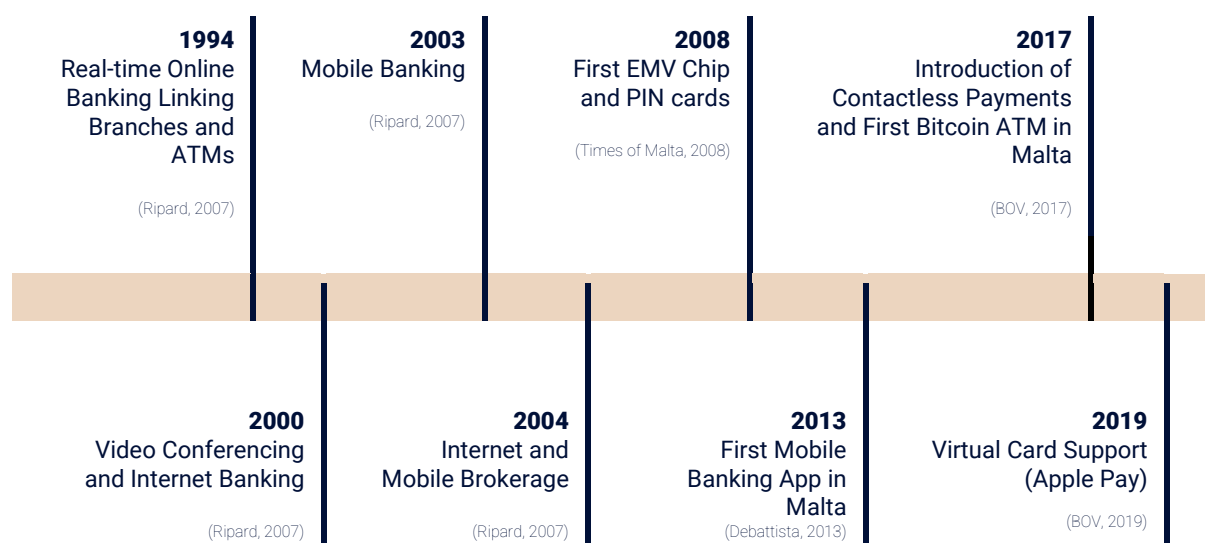 1994
Real-time Online
Banking Linking
Branches and
ATMs
(Ripard, 2007)
2003
Mobile Banking
(Ripard, 2007)
2008
First EMV Chip
and PIN cards
(Times of Malta, 2008)
2017
Introduction of
Contactless Payments
and First Bitcoin ATM in
Malta
(BOV, 2017)
2000
Video Conferencing
and Internet Banking
(Ripard, 2007)
2004
Internet and
Mobile Brokerage
(Ripard, 2007)
2013
First Mobile
Banking App in
Malta
(Debattista, 2013)
2019
Virtual Card Support
(Apple Pay)
(BOV, 2019)